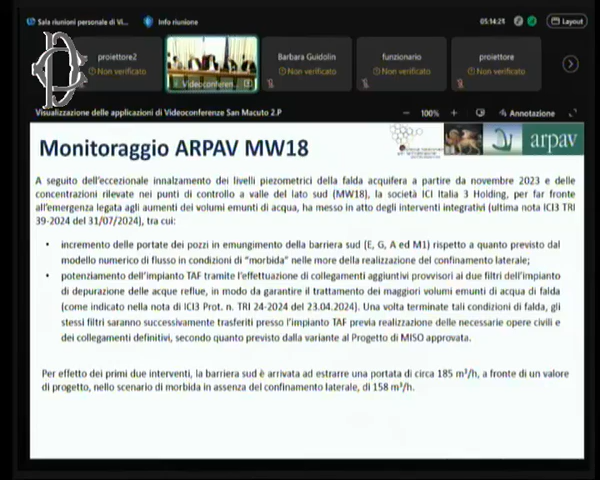 Sala riunioni personale di Vi...
Info riunione
05:14:25
Layout
proiettore2
Non verificato
Videoconferen...
Barbara Guidolin
Non verificato
funzionario
Non verificato
proiettore
Non verificato
Visualizzazione delle applicazioni di Videoconferenze San Macuto 2.P
100%
Annotazione
Monitoraggio ARPAV MW18
arpav
A seguito dell'eccezionale innalzamento dei livelli piezometrici della falda acquifera a partire da novembre 2023 e delle
concentrazioni rilevate nei punti di controllo a valle del lato sud (MW18), la società ICI Italia 3 Holding, per far fronte
all'emergenza legata agli aumenti dei volumi emunti di acqua, ha messo in atto degli interventi integrativi (ultima nota ICI3 TRI
39-2024 del 31/07/2024), tra cui:
• incremento delle portate dei pozzi in emungimento della barriera sud (E, G, A ed M1) rispetto a quanto previsto dal
modello numerico di flusso in condizioni di "morbida" nelle more della realizzazione del confinamento laterale;
• potenziamento dell'impianto TAF tramite l'effettuazione di collegamenti aggiuntivi provvisori ai due filtri dell'impianto
di depurazione delle acque reflue, in modo da garantire il trattamento dei maggiori volumi emunti di acqua di falda
(come indicato nella nota di ICI3 Prot. n. TRI 24-2024 del 23.04.2024). Una volta terminate tali condizioni di falda, gli
stessi filtri saranno successivamente trasferiti presso l'impianto TAF previa realizzazione delle necessarie opere civili e
dei collegamenti definitivi, secondo quanto previsto dalla variante al Progetto di MISO approvata.
Per effetto dei primi due interventi, la barriera sud è arrivata ad estrarre una portata di circa 185 m³/h, a fronte di un valore
di progetto, nello scenario di morbida in assenza del confinamento laterale, di 158 m³/h.